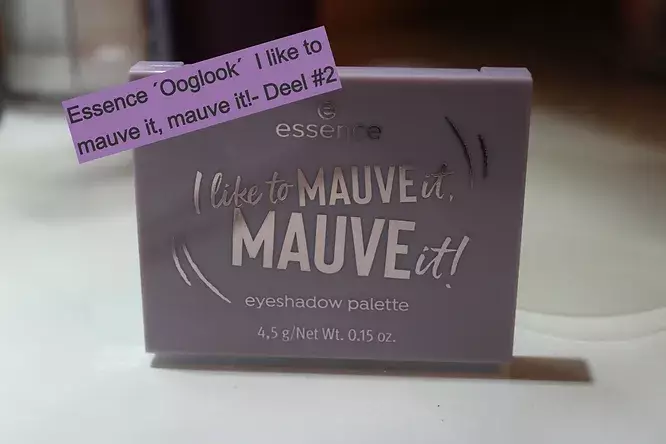 Essence ´Ooglook´ I like to
mauve it, mauve it!- Deel #2
essence
I like to MAUVE it,
MAUVE it!
eyeshadow palette
4,5 g/Net Wt. 0.15 oz.